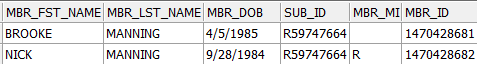 MBR_FST_NAME MBR_LST_NAME MBR_DOB SUB_ID MBR_MI MBR_ID
BROOKE MANNING 4/5/1985 R59747664 1470428681
NICK MANNING 9/28/1984 R59747664 R 1470428682